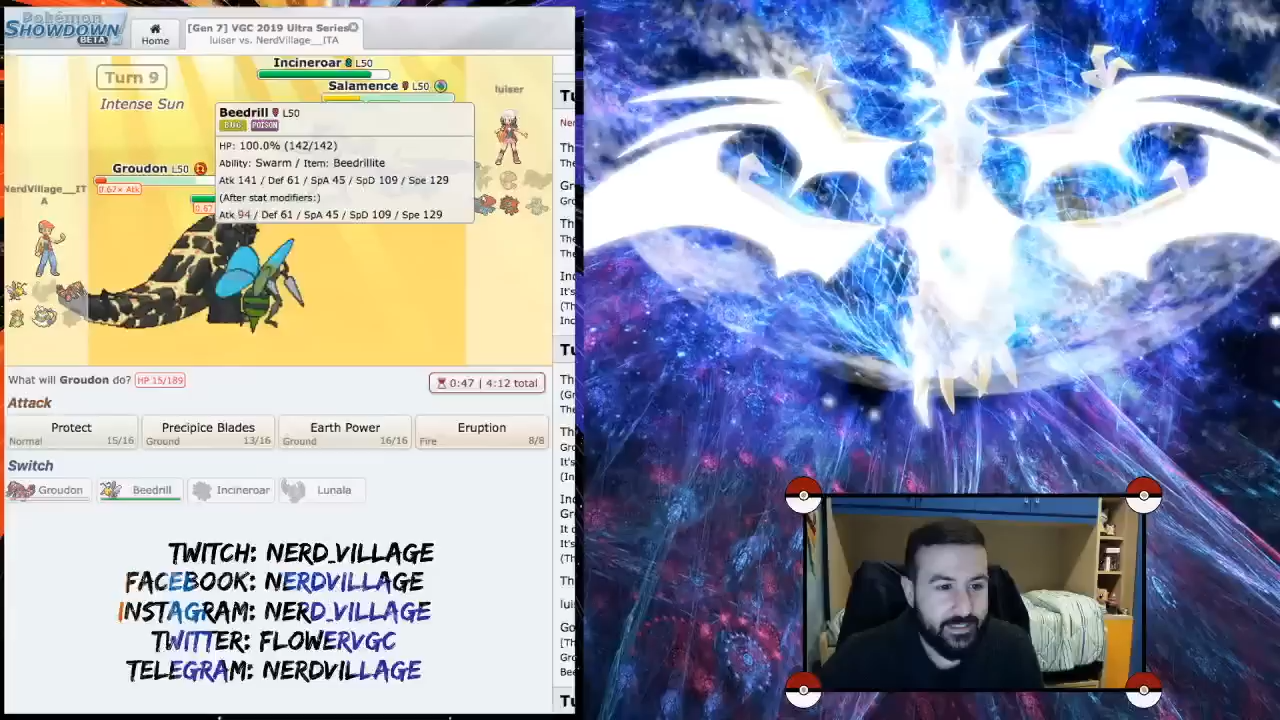 Pokémon
SHOWDOWN
BETA
Home
[Gen 7] VGC 2019 Ultra Series
luiser vs. NerdVillage__ITA
Turn 9
Intense Sun
Incineroar L50
Salamence L50
luiser
Beedrill L50
BUG POISON
HP: 100.0% (142/142)
Ability: Swarm / Item: Beedrillite
Atk 141 / Def 61 / SpA 45 / SpD 109 / Spe 129
(After stat modifiers:)
Atk 94 / Def 61 / SpA 45 / SpD 109 / Spe 129
Groudon L50
0.67× Atk
0.67
NerdVillage__IT
A
What will Groudon do? HP 15/189
0:47 | 4:12 total
Attack
Protect
Normal 15/16
Precipice Blades
Ground 13/16
Earth Power
Ground 16/16
Eruption
Fire 8/8
Switch
Groudon
Beedrill
Incineroar
Lunala
TWITCH: NERD_VILLAGE
FACEBOOK: NERDVILLAGE
INSTAGRAM: NERD_VILLAGE
TWITTER: FLOWERVGC
TELEGRAM: NERDVILLAGE